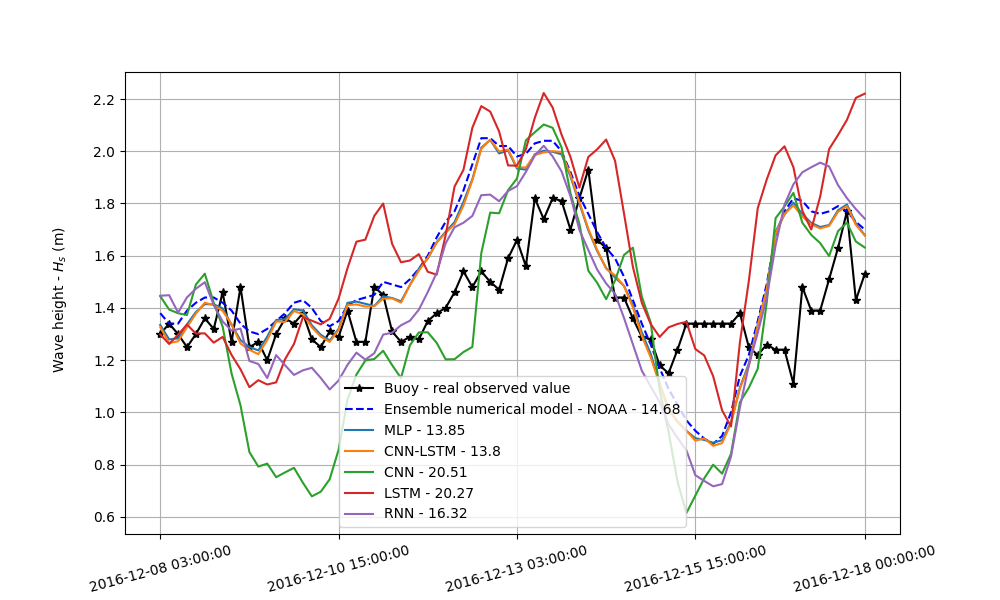 Wave height - Hs (m)
2.2
2.0
1.8
1.6
1.4
1.2
1.0
0.8
0.6
Buoy - real observed value
Ensemble numerical model - NOAA - 14.68
MLP - 13.85
CNN-LSTM - 13.8
CNN - 20.51
LSTM - 20.27
RNN - 16.32
2016-12-08 03:00:00
2016-12-10 15:00:00
2016-12-13 03:00:00
2016-12-15 15:00:00
2016-12-18 00:00:00